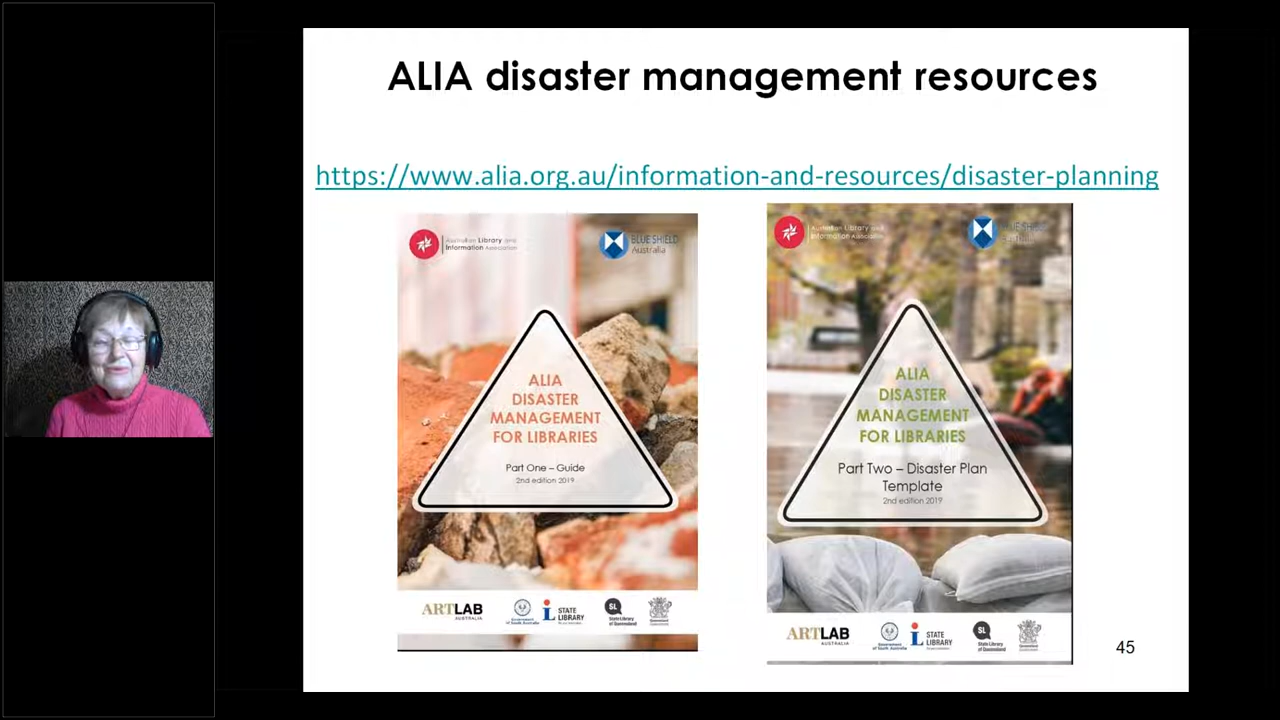 ALIA disaster management resources
https://www.alia.org.au/information-and-resources/disaster-planning
Australian Library and
Information Association
BLUE SHIELD
Australia
ALIA
DISASTER
MANAGEMENT
FOR LIBRARIES
Part One – Guide
2nd edition 2019
ARTLAB
AUSTRALIA
Government
of South Australia
STATE
LIBRARY
SL
State Library
of Queensland
Queensland
Government
Australian Library and
Information Association
BLUE SHIELD
ALIA
DISASTER
MANAGEMENT
FOR LIBRARIES
Part Two – Disaster Plan
Template
2nd edition 2019
ARTLAB
AUSTRALIA
Government
of South Australia
STATE
LIBRARY
SL
State Library
of Queensland
Queensland
Government
45